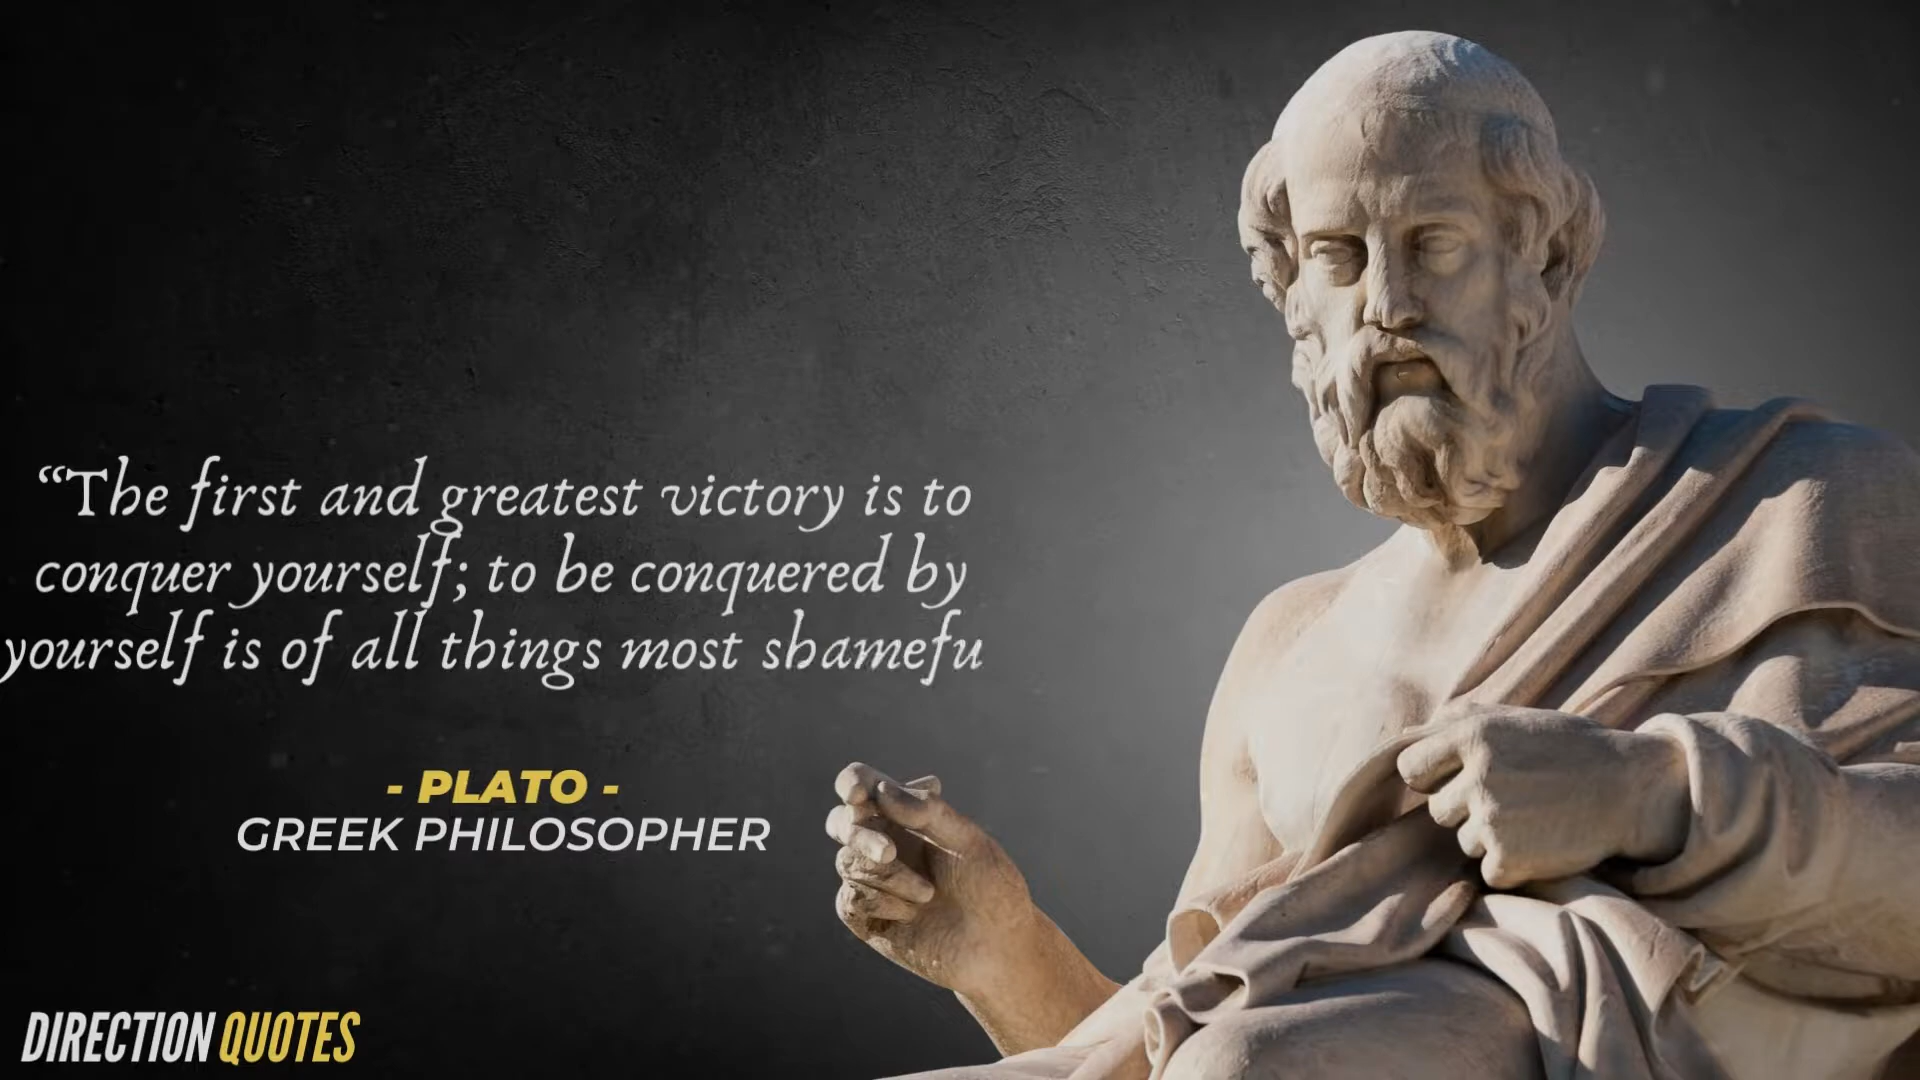 “The first and greatest victory is to
conquer yourself; to be conquered by
yourself is of all things most shamefu
- PLATO -
GREEK PHILOSOPHER
DIRECTION QUOTES